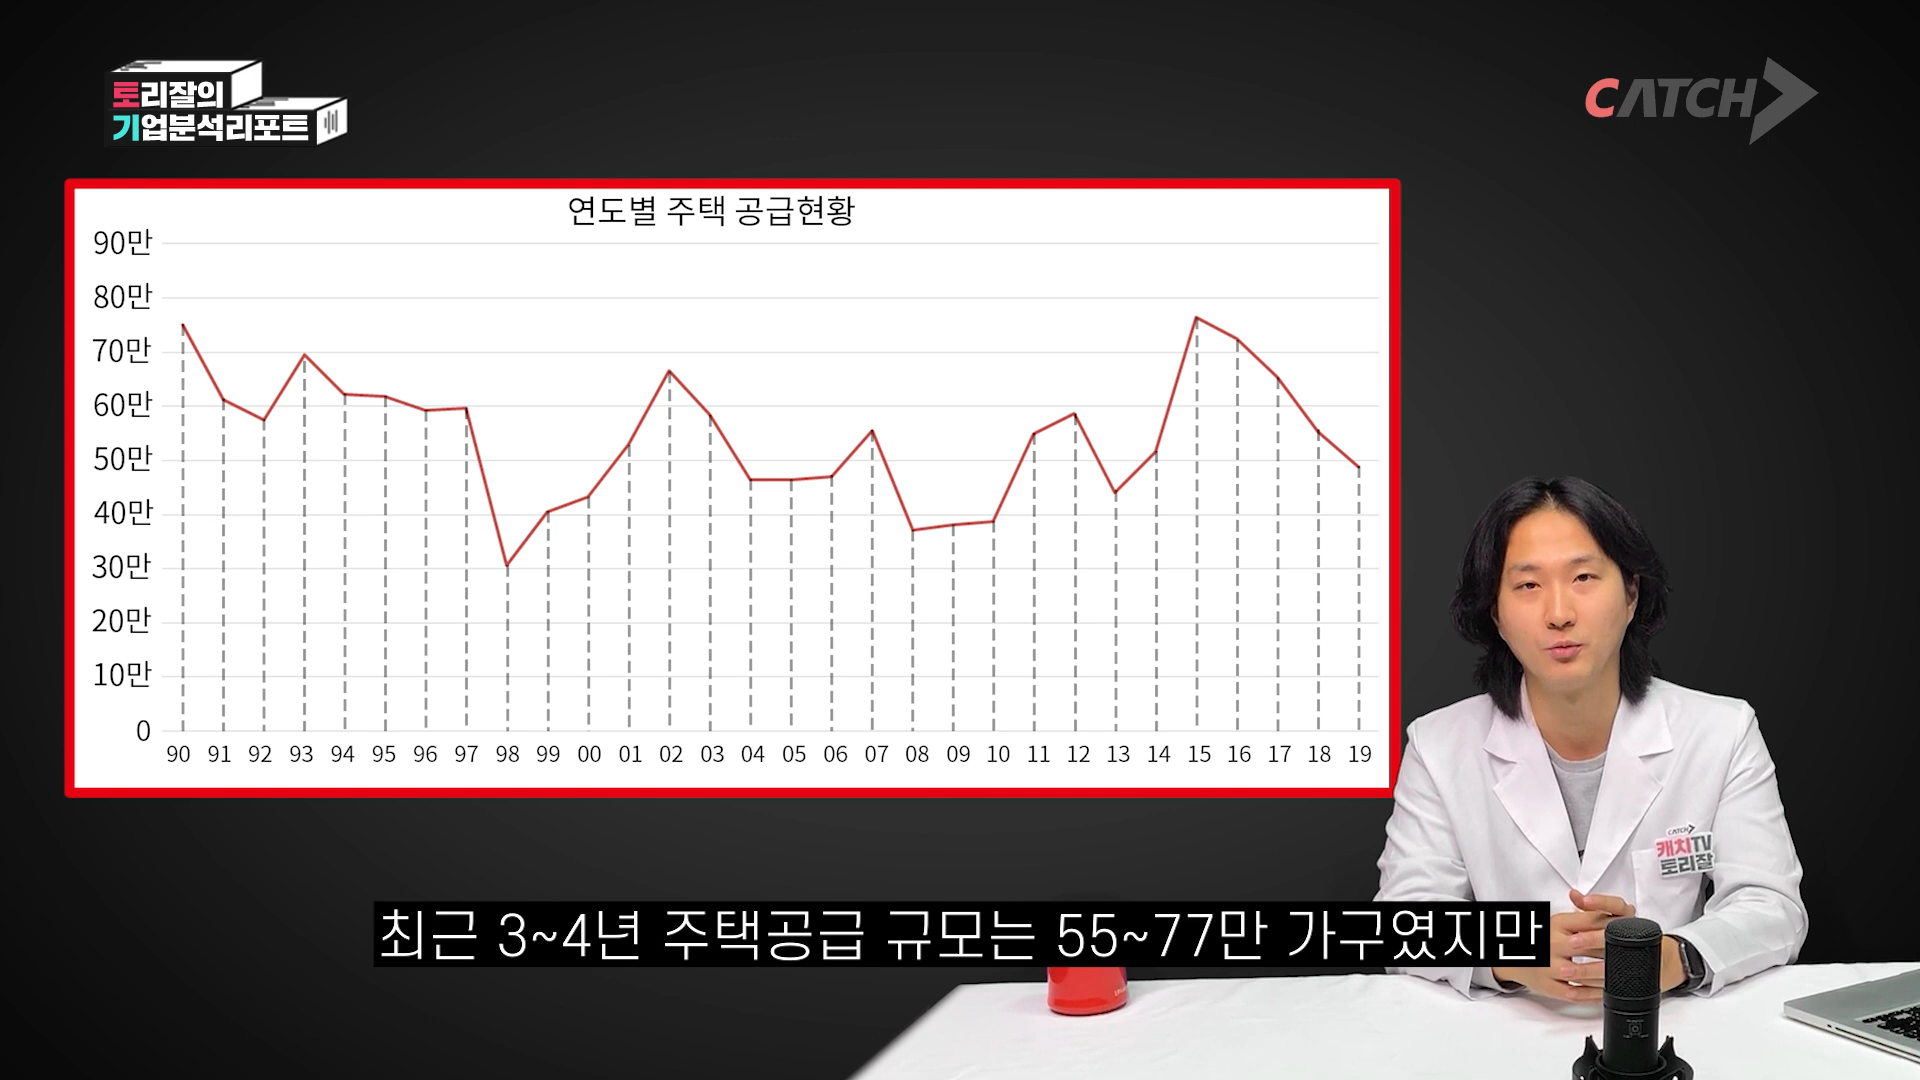 토리잘의
기업분석리포트
CATCH
연도별 주택 공급현황
90만
80만
70만
60만
50만
40만
30만
20만
10만
0
90 91 92 93 94 95 96 97 98 99 00 01 02 03 04 05 06 07 08 09 10 11 12 13 14 15 16 17 18 19
CATCH
캐치TV
토리잘
최근 3~4년 주택공급 규모는 55~77만 가구였지만